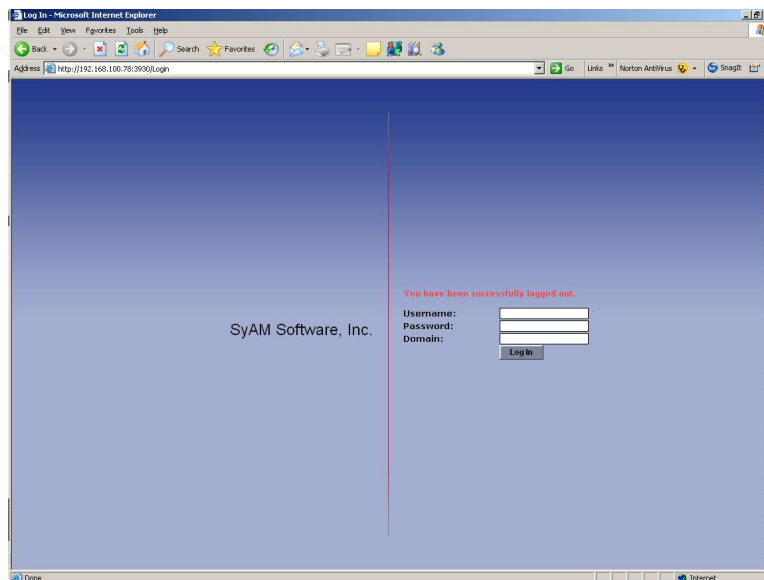 Log In - Microsoft Internet Explorer
File Edit View Favorites Tools Help
Back Search Favorites
Address http://192.168.100.78:3930/Login Go Links » Norton AntiVirus SnagIt
You have been successfully logged out.
Username:
SyAM Software, Inc.
Password:
Domain:
Log In
Done Internet